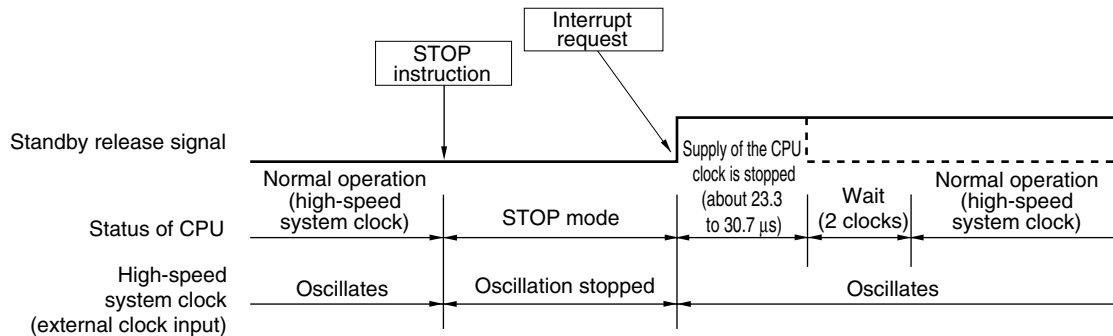 Interrupt
request
STOP
instruction
Standby release signal
Supply of the CPU
clock is stopped
(about 23.3
to 30.7 μs)
Normal operation
(high-speed
system clock)
Status of CPU
STOP mode
Wait
(2 clocks)
Normal operation
(high-speed
system clock)
High-speed
system clock
(external clock input)
Oscillates
Oscillation stopped
Oscillates